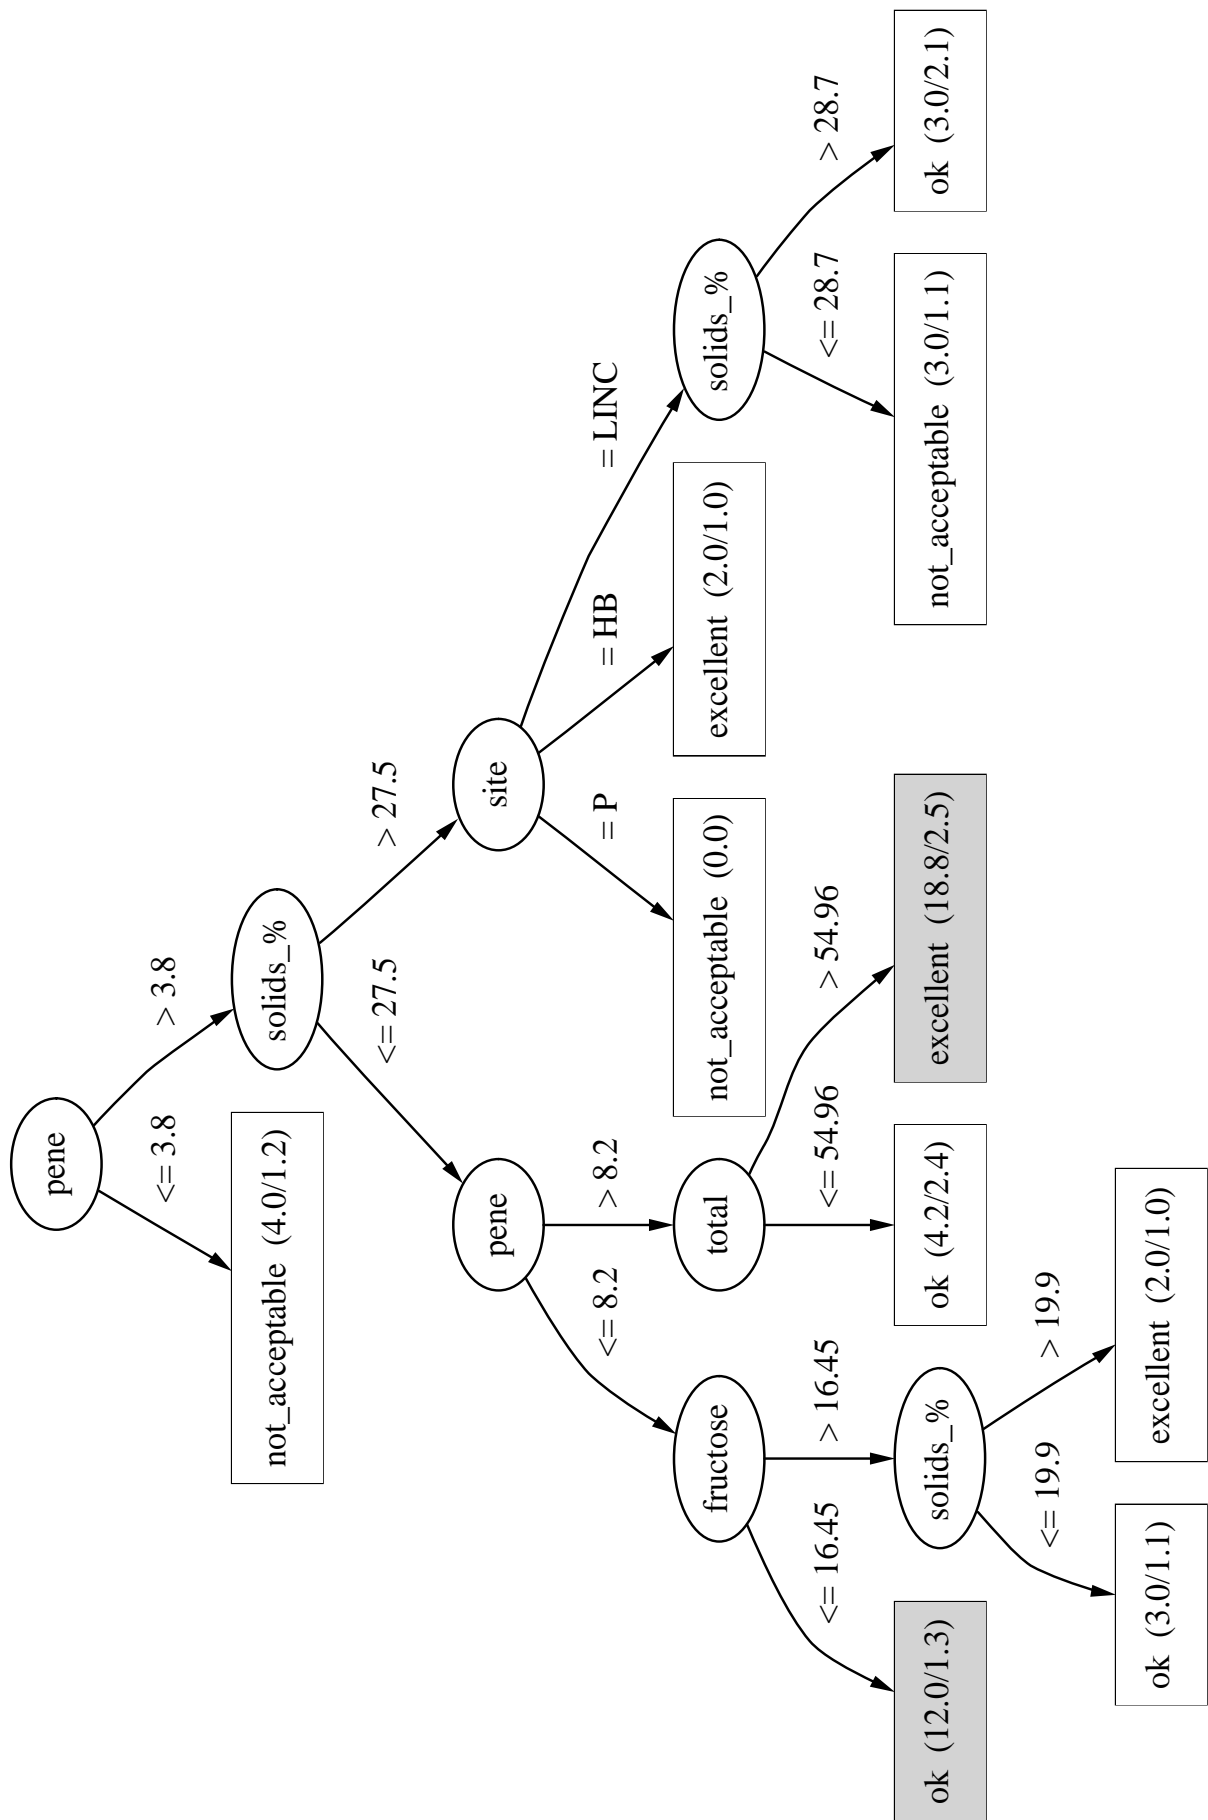 pene
<= 3.8
> 3.8
not_acceptable (4.0/1.2)
solids_%
<= 27.5
> 27.5
pene
site
<= 8.2
> 8.2
= P
= HB
= LINC
fructose
total
not_acceptable (0.0)
excellent (2.0/1.0)
solids_%
<= 16.45
> 16.45
<= 54.96
> 54.96
<= 28.7
> 28.7
ok (12.0/1.3)
solids_%
ok (4.2/2.4)
excellent (18.8/2.5)
not_acceptable (3.0/1.1)
ok (3.0/2.1)
<= 19.9
> 19.9
ok (3.0/1.1)
excellent (2.0/1.0)